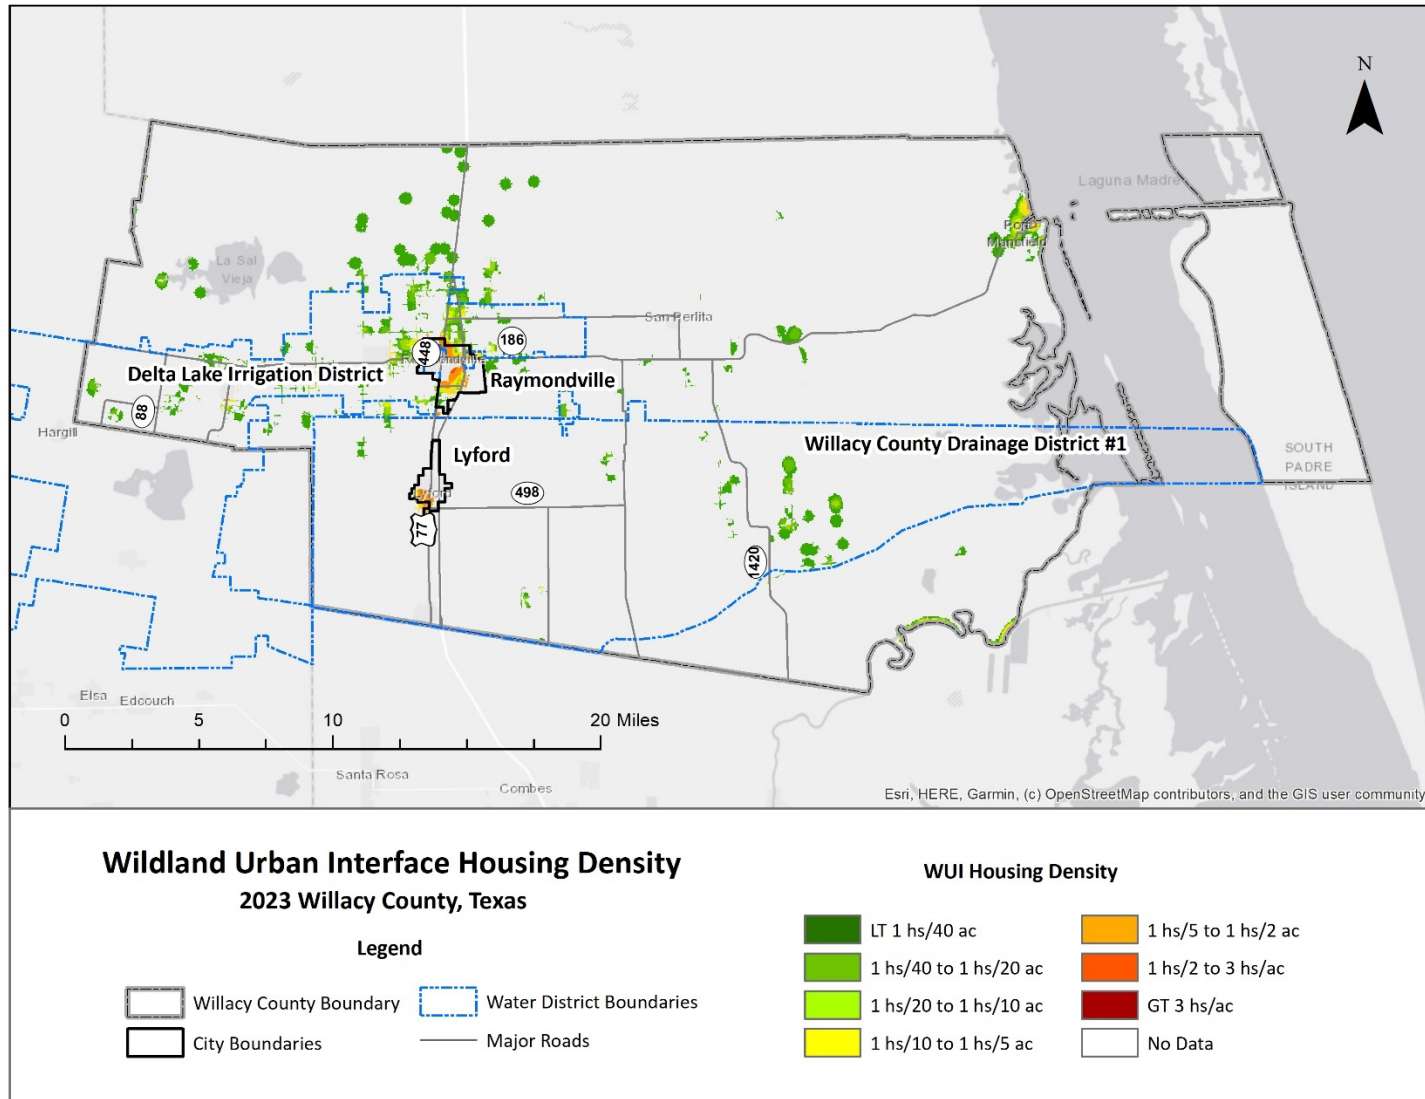 N
Laguna Madre
Port
Mansfield
La Sal
Vieja
San Perlita
186
448
Raymondville
Delta Lake Irrigation District
Raymondville
88
Hargill
Lyford
Willacy County Drainage District #1
SOUTH
PADRE
ISLAND
Lyford
498
77
1420
Elsa
Edcouch
0
5
10
20 Miles
Santa Rosa
Combes
Esri, HERE, Garmin, (c) OpenStreetMap contributors, and the GIS user community
Wildland Urban Interface Housing Density
2023 Willacy County, Texas
Legend
Willacy County Boundary
Water District Boundaries
City Boundaries
Major Roads
WUI Housing Density
LT 1 hs/40 ac
1 hs/5 to 1 hs/2 ac
1 hs/40 to 1 hs/20 ac
1 hs/2 to 3 hs/ac
1 hs/20 to 1 hs/10 ac
GT 3 hs/ac
1 hs/10 to 1 hs/5 ac
No Data